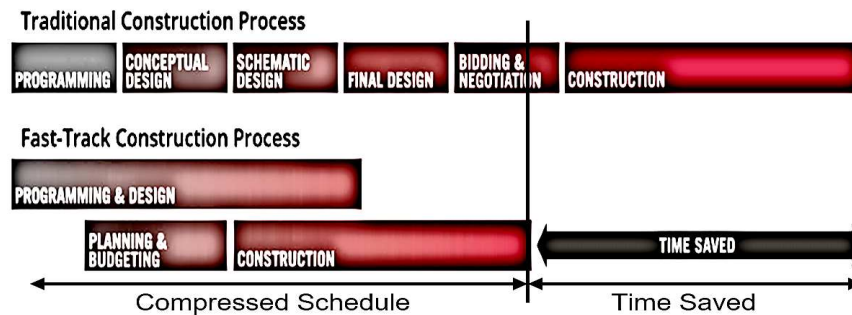 Traditional Construction Process
PROGRAMMING
CONCEPTUAL
DESIGN
SCHEMATIC
DESIGN
FINAL DESIGN
BIDDING &
NEGOTIATION
CONSTRUCTION
Fast-Track Construction Process
PROGRAMMING & DESIGN
PLANNING &
BUDGETING
CONSTRUCTION
TIME SAVED
Compressed Schedule
Time Saved